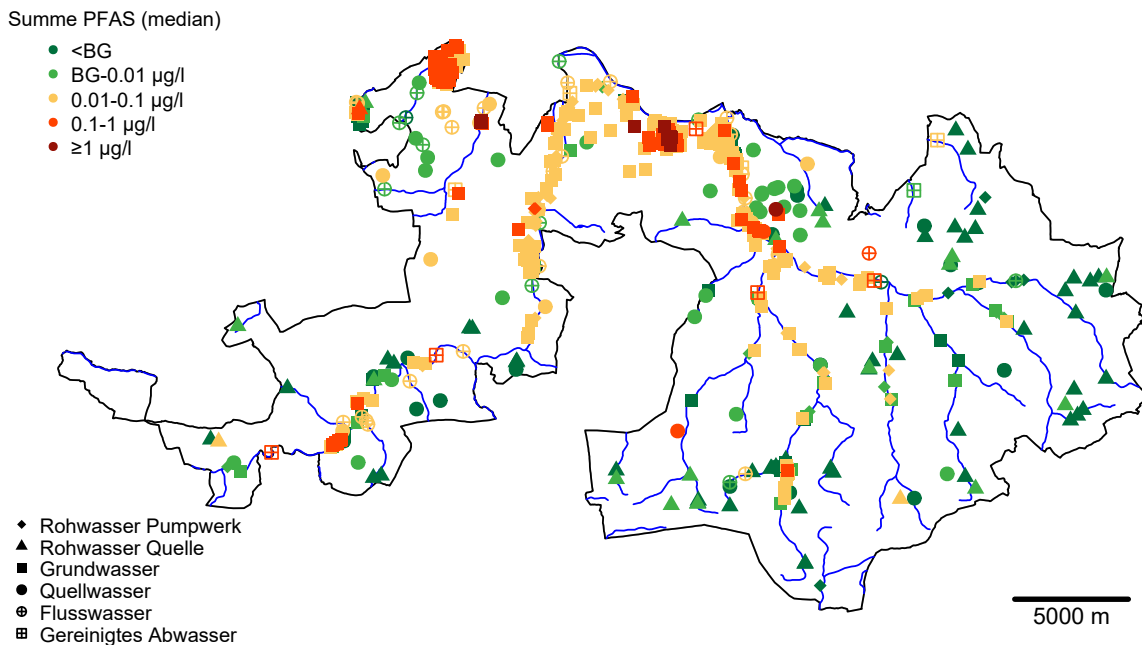 Summe PFAS (median)
<BG
BG-0.01 µg/l
0.01-0.1 µg/l
0.1-1 µg/l
≥1 µg/l
Rohwasser Pumpwerk
Rohwasser Quelle
Grundwasser
Quellwasser
Flusswasser
Gereinigtes Abwasser
5000 m